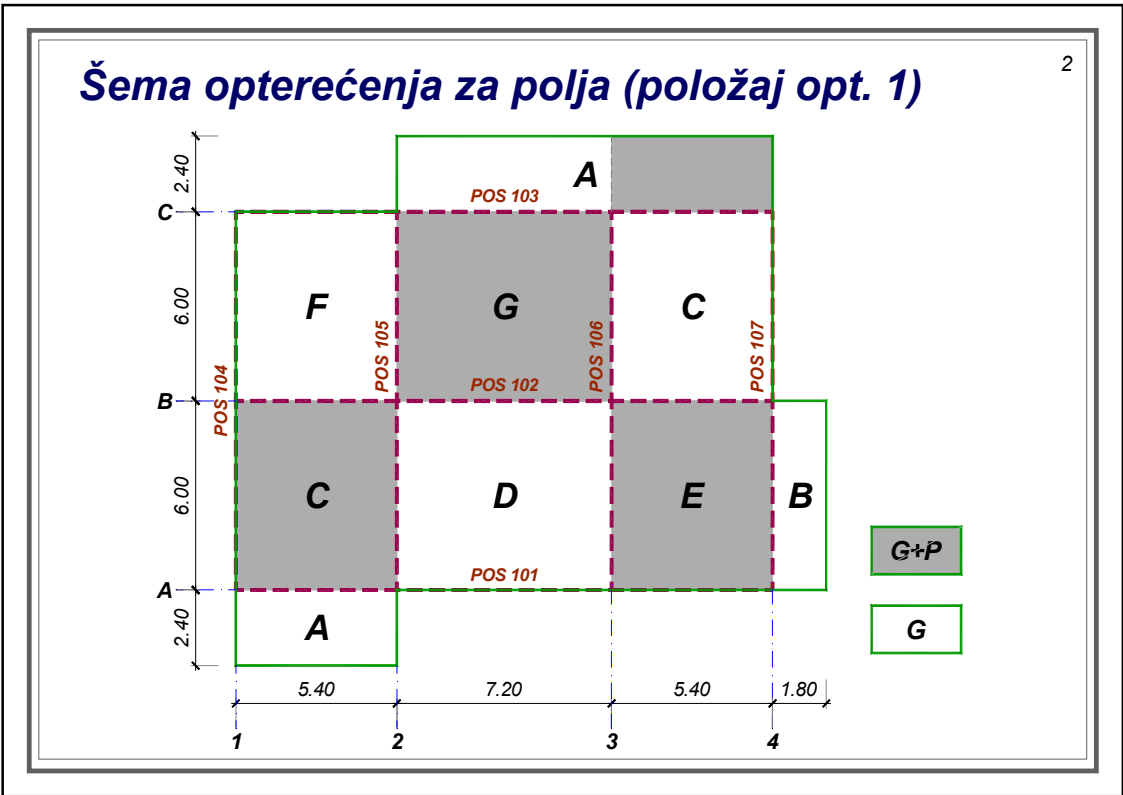 2
Šema opterećenja za polja (položaj opt. 1)
2.40
A
POS 103
C
6.00
F
G
C
POS 105
POS 106
POS 107
POS 102
POS 104
B
6.00
C
D
E
B
G+P
POS 101
A
2.40
A
G
5.40
7.20
5.40
1.80
1
2
3
4